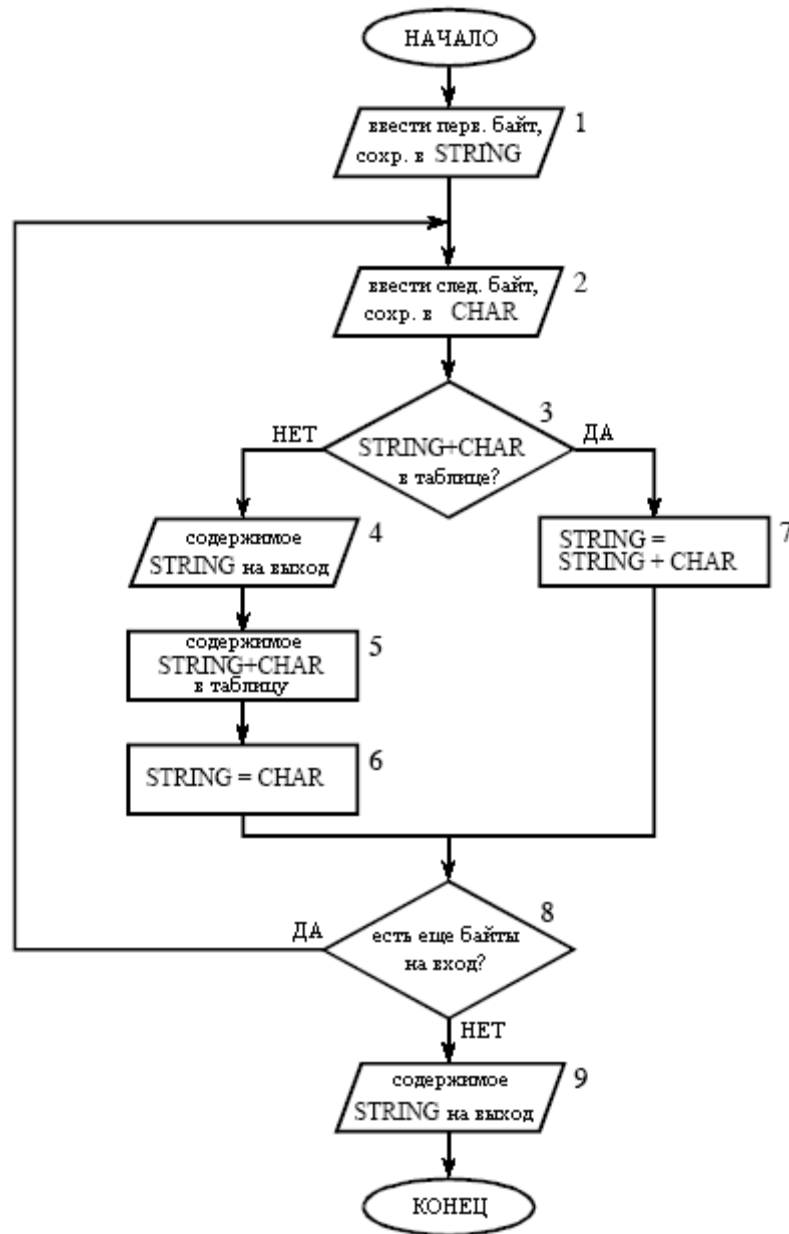 НАЧАЛО
ввести перв. байт,
сохр. в STRING
1
ввести след. байт,
сохр. в CHAR
2
3
НЕТ
STRING+CHAR
в таблице?
ДА
содержимое
STRING на выход
4
STRING =
STRING + CHAR
7
содержимое
STRING+CHAR
в таблицу
5
STRING = CHAR
6
8
ДА
есть еще байты
на вход?
НЕТ
содержимое
STRING на выход
9
КОНЕЦ